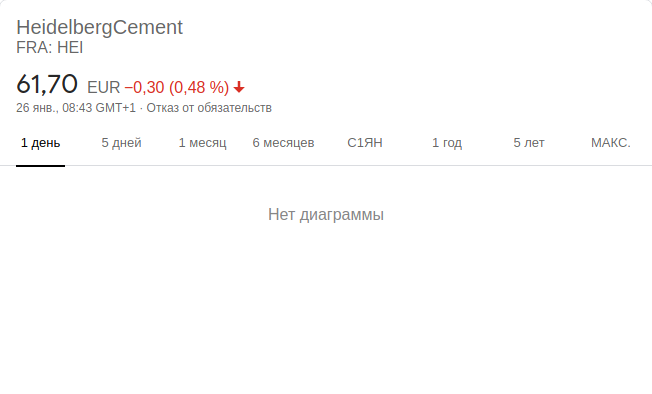 HeidelbergCement
FRA: HEI
61,70 EUR −0,30 (0,48 %)
26 янв., 08:43 GMT+1 · Отказ от обязательств
1 день 5 дней 1 месяц 6 месяцев С1ЯН 1 год 5 лет МАКС.
Нет диаграммы